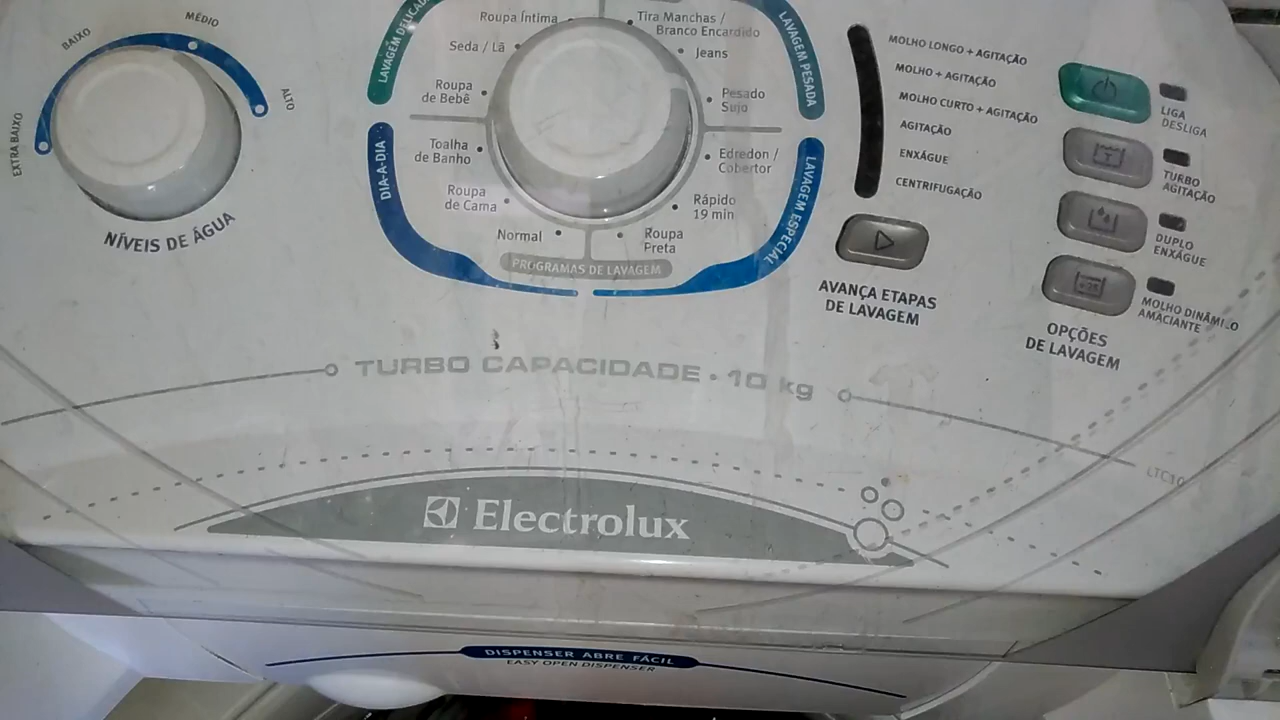 BAIXO
MÉDIO
ALTO
EXTRA BAIXO
NÍVEIS DE ÁGUA
LAVAGEM DELICADA
Roupa Íntima
Seda / Lã
Roupa
de Bebê
DIA-A-DIA
Toalha
de Banho
Roupa
de Cama
Normal
Tira Manchas /
Branco Encardido
Jeans
Pesado
Sujo
LAVAGEM PESADA
Edredon /
Cobertor
Rápido
19 min
Roupa
Preta
LAVAGEM ESPECIAL
PROGRAMAS DE LAVAGEM
MOLHO LONGO + AGITAÇÃO
MOLHO + AGITAÇÃO
MOLHO CURTO + AGITAÇÃO
AGITAÇÃO
ENXÁGUE
CENTRIFUGAÇÃO
AVANÇA ETAPAS
DE LAVAGEM
LIGA
DESLIGA
TURBO
AGITAÇÃO
DUPLO
ENXÁGUE
MOLHO DINÂMICO
AMACIANTE
OPÇÕES
DE LAVAGEM
TURBO CAPACIDADE • 10 kg
LTC10
Electrolux
DISPENSER ABRE FÁCIL
EASY OPEN DISPENSER